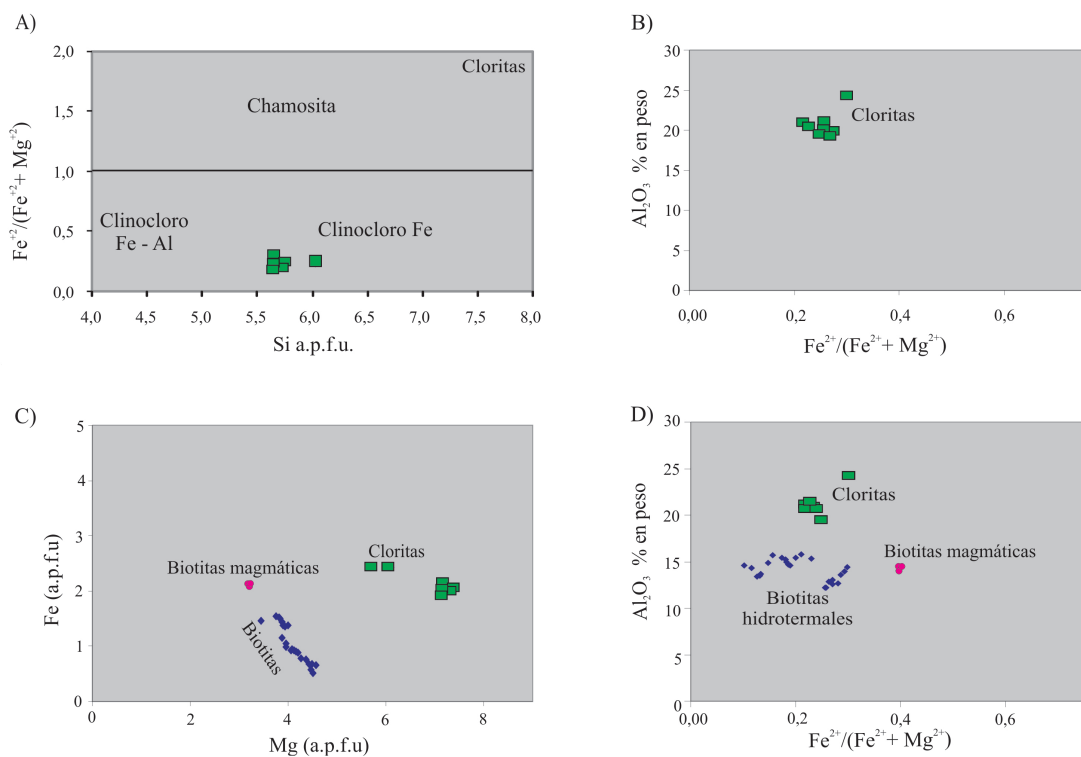 A)
2,0
1,5
1,0
0,5
0,0
Fe⁺²/(Fe⁺²+ Mg⁺²)
Cloritas
Chamosita
Clinocloro
Fe - Al
Clinocloro Fe
4,0 4,5 5,0 5,5 6,0 6,5 7,0 7,5 8,0
Si a.p.f.u.
B)
30
25
20
15
10
5
0
Al₂O₃ % en peso
Cloritas
0,00 0,2 0,4 0,6
Fe²⁺/(Fe²⁺+ Mg²⁺)
C)
5
4
3
2
1
0
Fe (a.p.f.u)
Biotitas magmáticas
Cloritas
Biotitas
0 2 4 6 8
Mg (a.p.f.u)
D)
30
25
20
15
10
5
0
Al₂O₃ % en peso
Cloritas
Biotitas magmáticas
Biotitas
hidrotermales
0,00 0,2 0,4 0,6
Fe²⁺/(Fe²⁺+ Mg²⁺)